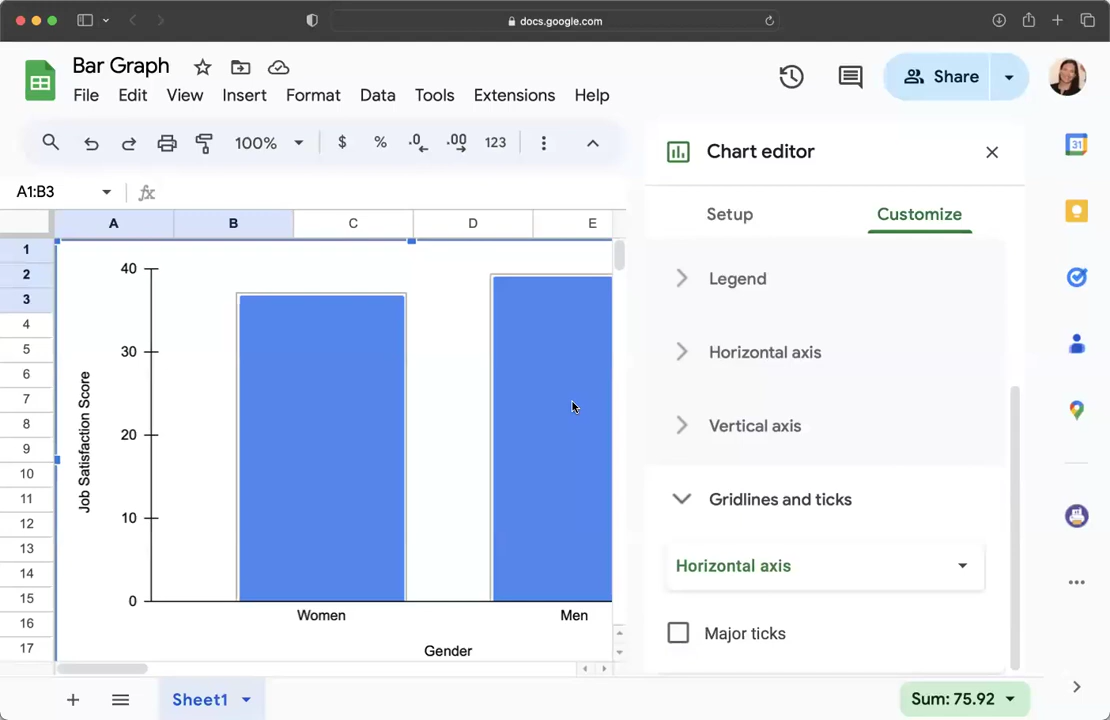 docs.google.com
Bar Graph
File Edit View Insert Format Data Tools Extensions Help
Share
100% $ % .0 .00 123
A1:B3 fx
Chart editor
Setup Customize
A B C D E
1
2
3
4
5
6
7
8
9
10
11
12
13
14
15
16
17
40
30
20
10
0
Job Satisfaction Score
Women Men
Gender
Legend
Horizontal axis
Vertical axis
Gridlines and ticks
Horizontal axis
Major ticks
31
Sheet1
Sum: 75.92